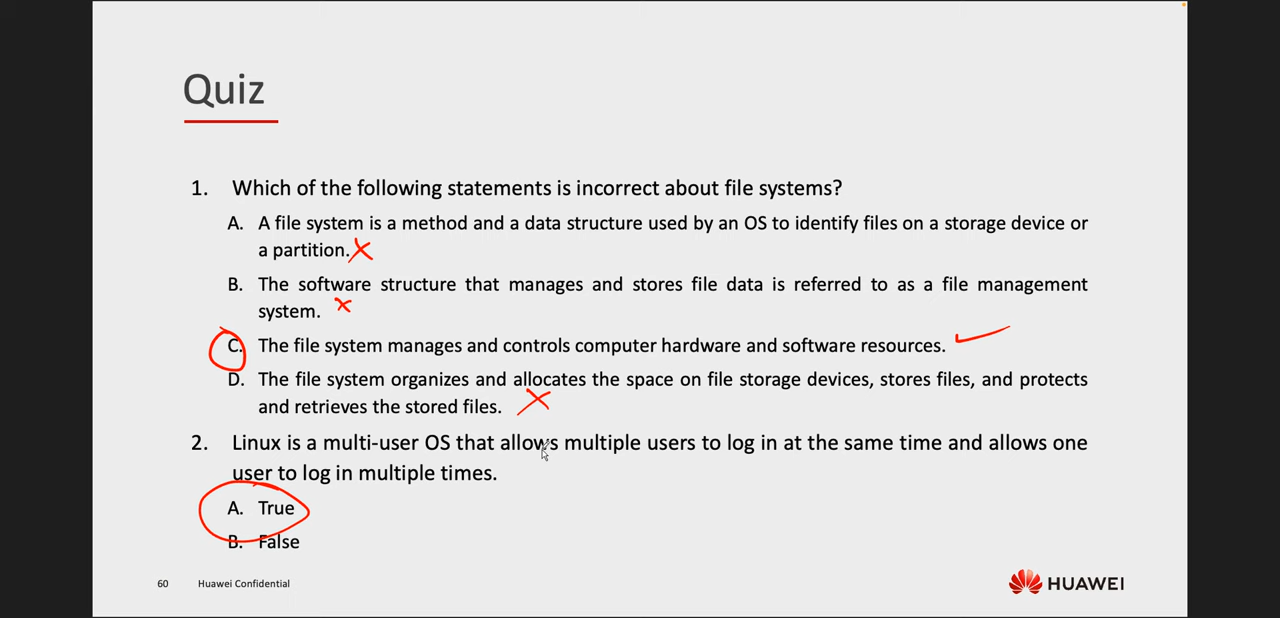 Quiz
1. Which of the following statements is incorrect about file systems?
A. A file system is a method and a data structure used by an OS to identify files on a storage device or
a partition.
B. The software structure that manages and stores file data is referred to as a file management
system.
C. The file system manages and controls computer hardware and software resources.
D. The file system organizes and allocates the space on file storage devices, stores files, and protects
and retrieves the stored files.
2. Linux is a multi-user OS that allows multiple users to log in at the same time and allows one
user to log in multiple times.
A. True
B. False
60 Huawei Confidential
HUAWEI